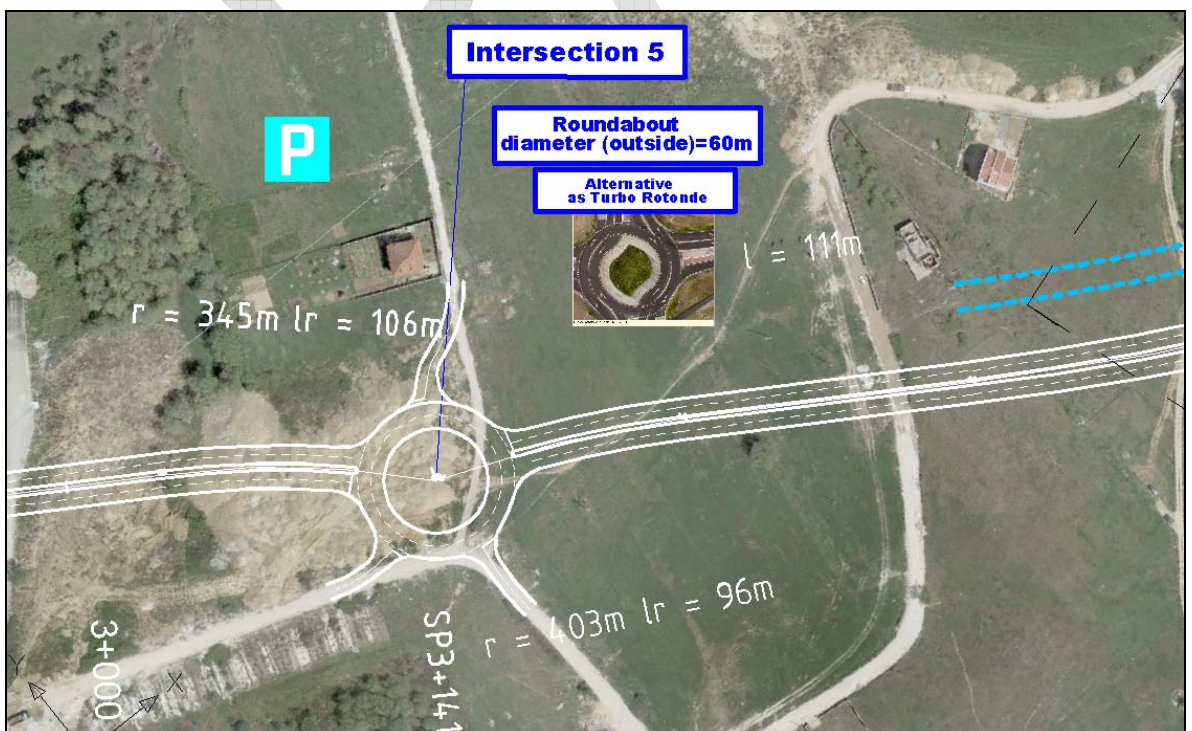 Intersection 5
Roundabout
diameter (outside)=60m
Alternative
as Turbo Rotonde
P
l = 111m
r = 345m lr = 106m
r = 403m lr = 96m
SP3+141
3+000
Y
X